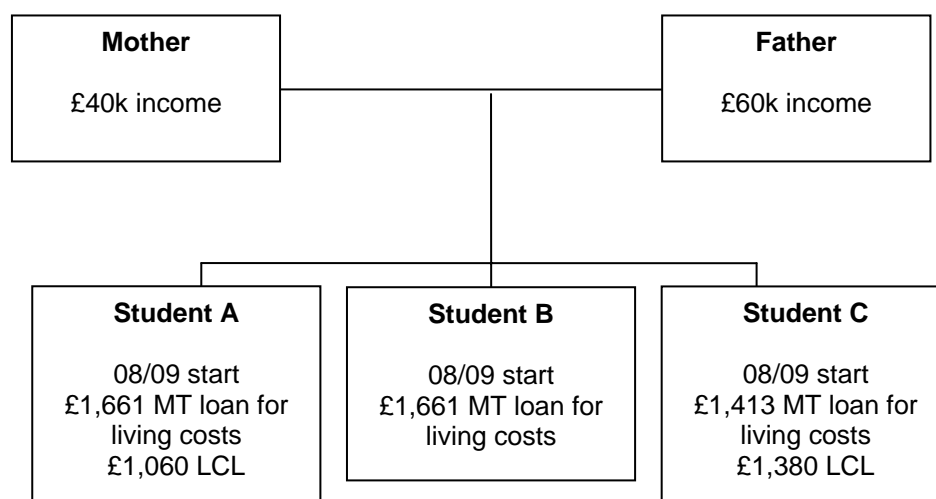 Mother
£40k income
Father
£60k income
Student A
08/09 start
£1,661 MT loan for
living costs
£1,060 LCL
Student B
08/09 start
£1,661 MT loan for
living costs
Student C
08/09 start
£1,413 MT loan for
living costs
£1,380 LCL